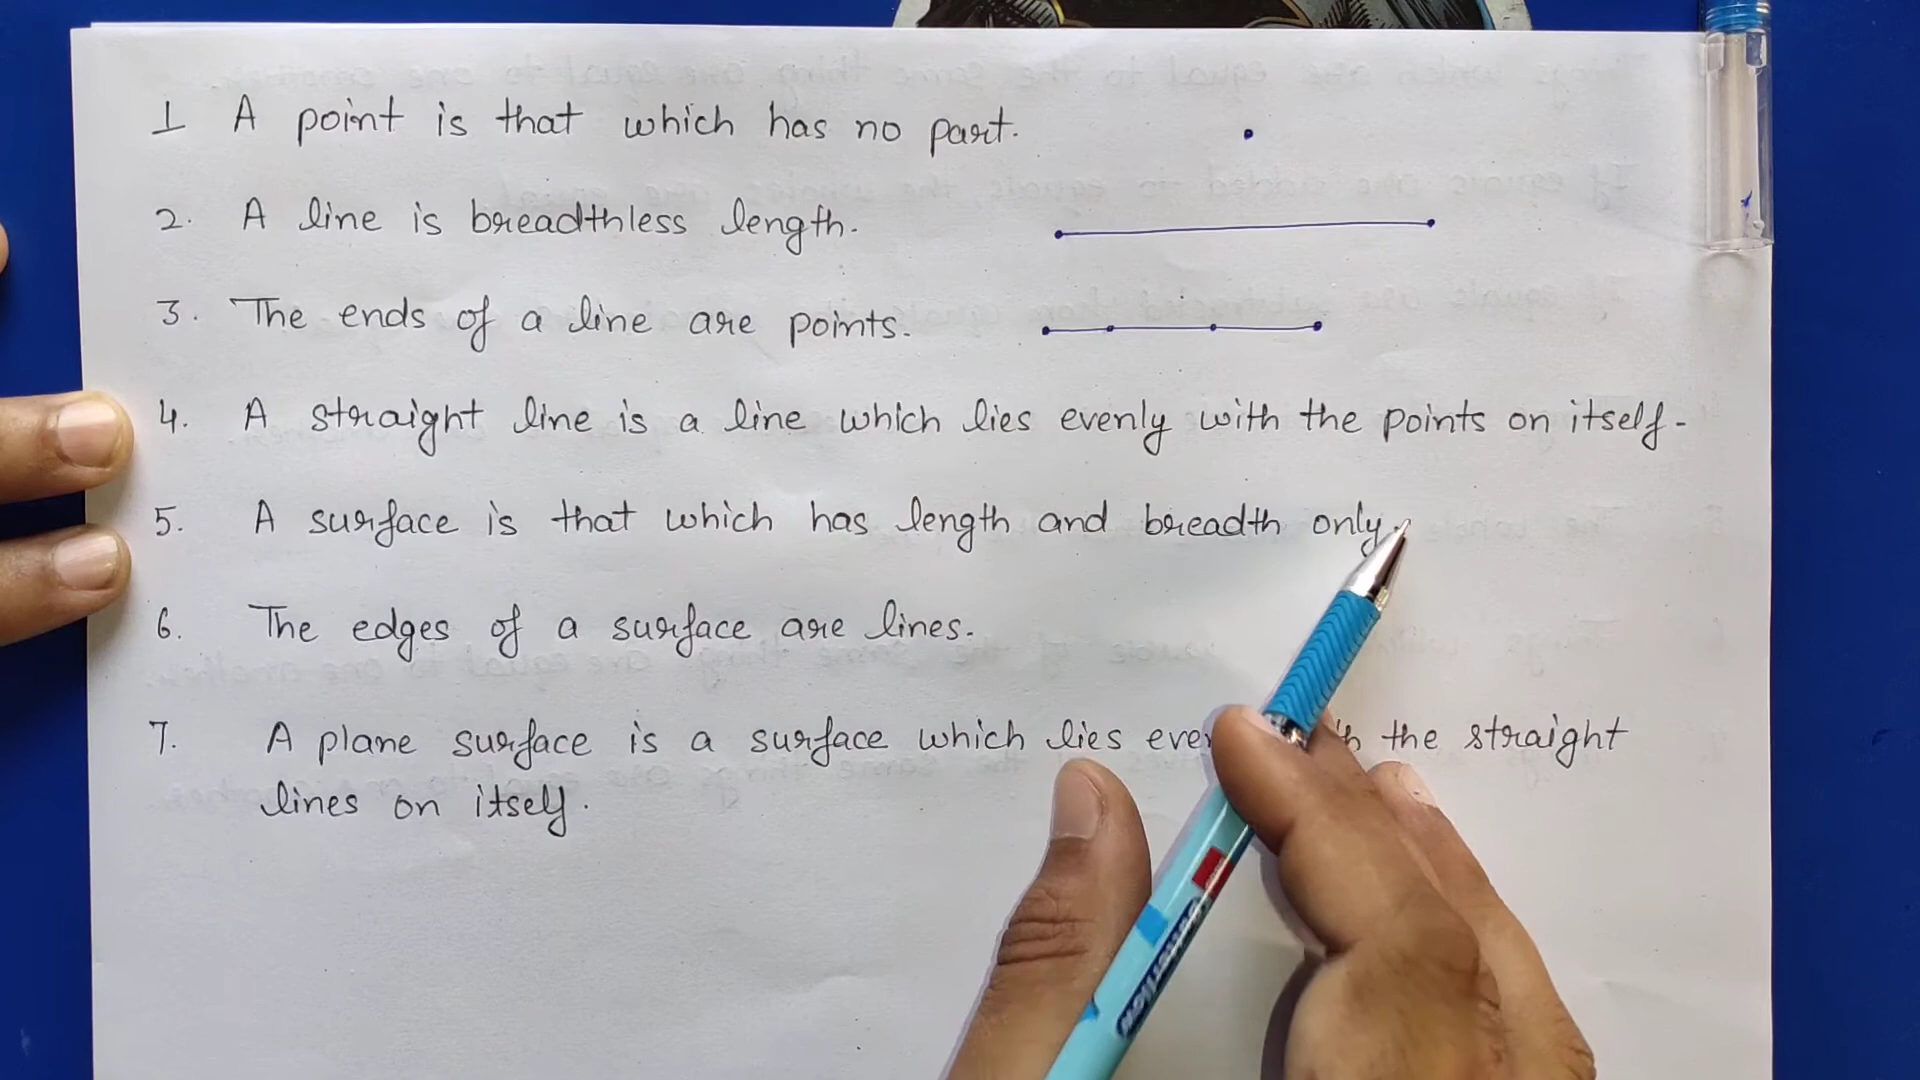 1 A point is that which has no part.
2. A line is breadthless length.
3. The ends of a line are points.
4. A straight line is a line which lies evenly with the points on itself.
5. A surface is that which has length and breadth only.
6. The edges of a surface are lines.
7. A plane surface is a surface which lies the straight
lines on itself.
Butterflow